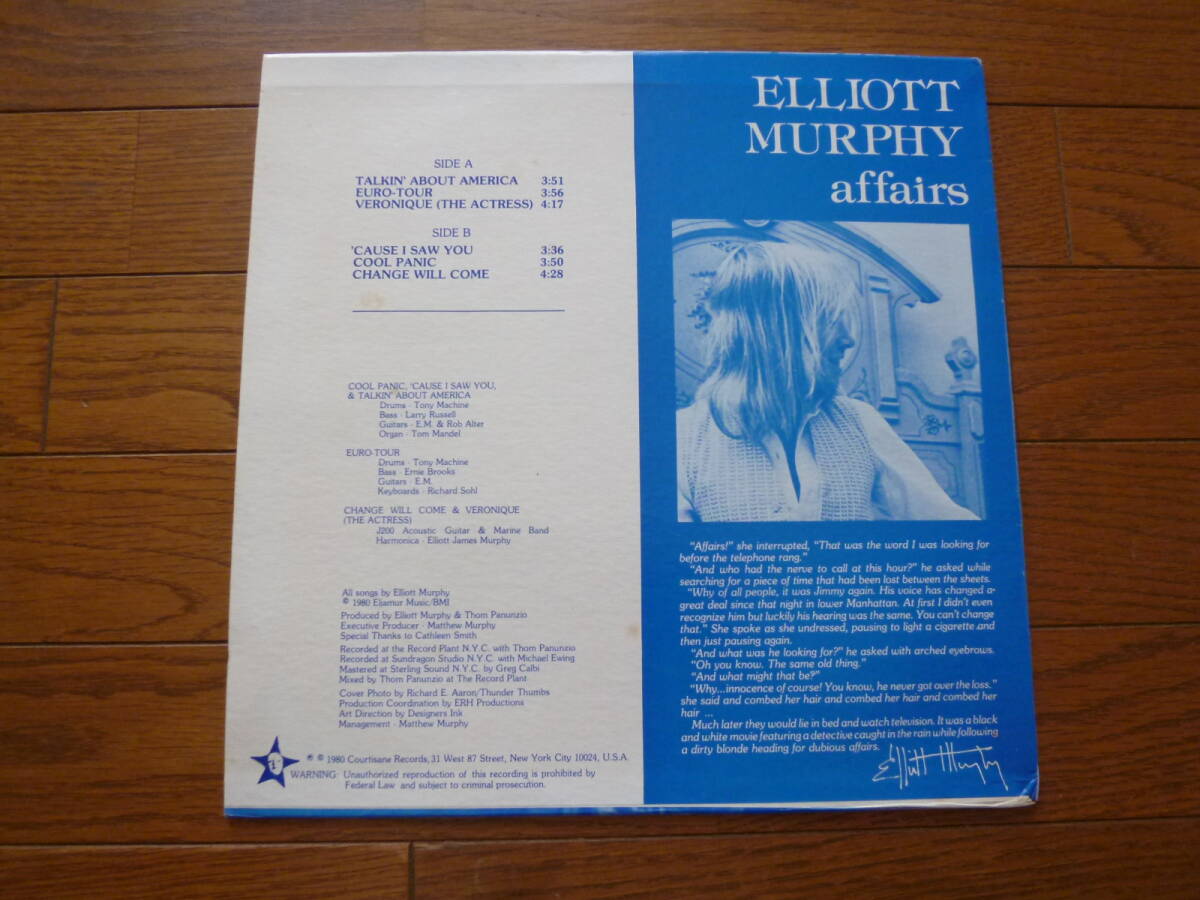 SIDE A
TALKIN' ABOUT AMERICA 3:51
EURO-TOUR 3:56
VERONIQUE (THE ACTRESS) 4:17
SIDE B
'CAUSE I SAW YOU 3:36
COOL PANIC 3:50
CHANGE WILL COME 4:28
COOL PANIC, 'CAUSE I SAW YOU,
& TALKIN' ABOUT AMERICA
Drums - Tony Machine
Bass - Larry Russell
Guitars - E.M. & Rob Alter
Organ - Tom Mandel
EURO-TOUR
Drums - Tony Machine
Bass - Ernie Brooks
Guitars - E.M.
Keyboards - Richard Sohl
CHANGE WILL COME & VERONIQUE
(THE ACTRESS)
J200 Acoustic Guitar & Marine Band
Harmonica - Elliott James Murphy
All songs by Elliott Murphy
© 1980 Eljamur Music/BMI
Produced by Elliott Murphy & Thom Panunzio
Executive Producer - Matthew Murphy
Special Thanks to Cathleen Smith
Recorded at the Record Plant N.Y.C. with Thom Panunzio
Recorded at Sundragon Studio N.Y.C. with Michael Ewing
Mastered at Sterling Sound N.Y.C. by Greg Calbi
Mixed by Thom Panunzio at The Record Plant
Cover Photo by Richard E. Aaron/Thunder Thumbs
Production Coordination by ERH Productions
Art Direction by Designers Ink
Management - Matthew Murphy
℗ © 1980 Courtisane Records, 31 West 87 Street, New York City 10024, U.S.A.
WARNING: Unauthorized reproduction of this recording is prohibited by
Federal Law and subject to criminal prosecution.
ELLIOTT
MURPHY
affairs
"Affairs!" she interrupted, "That was the word I was looking for
before the telephone rang."
"And who had the nerve to call at this hour?" he asked while
searching for a piece of time that had been lost between the sheets.
"Why of all people, it was Jimmy again. His voice has changed a-
great deal since that night in lower Manhattan. At first I didn't even
recognize him but luckily his hearing was the same. You can't change
that." She spoke as she undressed, pausing to light a cigarette and
then just pausing again.
"And what was he looking for?" he asked with arched eyebrows.
"Oh you know. The same old thing."
"And what might that be?"
"Why...innocence of course! You know, he never got over the loss."
she said and combed her hair and combed her hair and combed her
hair ...
Much later they would lie in bed and watch television. It was a black
and white movie featuring a detective caught in the rain while following
a dirty blonde heading for dubious affairs.
Elliott Murphy